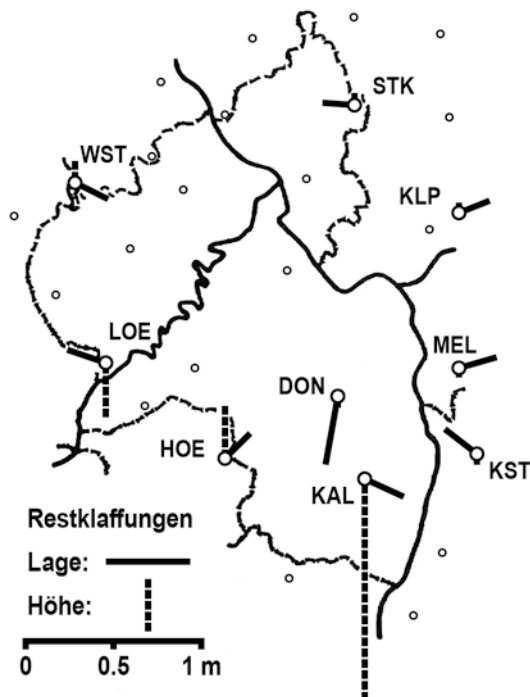 STK
WST
KLP
LOE
MEL
DON
HOE
KST
KAL
Restklaffungen
Lage:
Höhe:
0 0.5 1 m